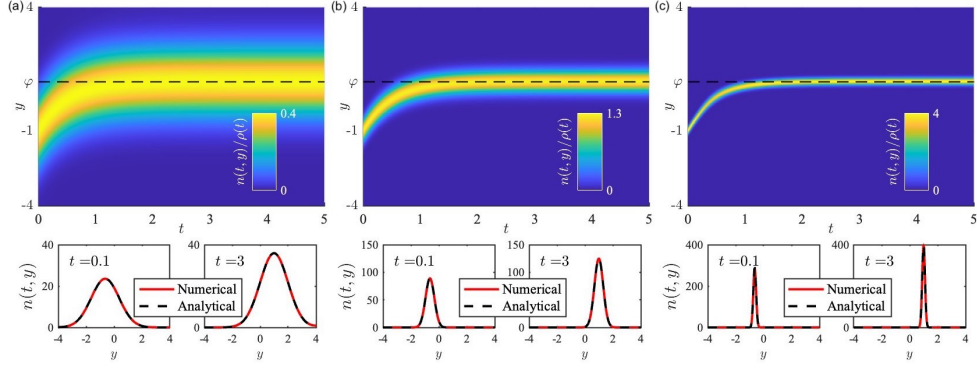 (a)
4
φ
y
-1
-4
0.4
n(t, y)/ρ(t)
0
0 1 2 3 4 5
t
(b)
4
φ
y
-1
-4
1.3
n(t, y)/ρ(t)
0
0 1 2 3 4 5
t
(c)
4
φ
y
-1
-4
4
n(t, y)/ρ(t)
0
0 1 2 3 4 5
t
n(t, y)
40
20
0
t =0.1
-4 -2 0 2 4
y
40
20
0
t =3
-4 -2 0 2 4
y
Numerical
Analytical
n(t, y)
150
100
50
0
t =0.1
-4 -2 0 2 4
y
150
100
50
0
t =3
-4 -2 0 2 4
y
Numerical
Analytical
n(t, y)
400
200
0
t =0.1
-4 -2 0 2 4
y
400
200
0
t =3
-4 -2 0 2 4
y
Numerical
Analytical